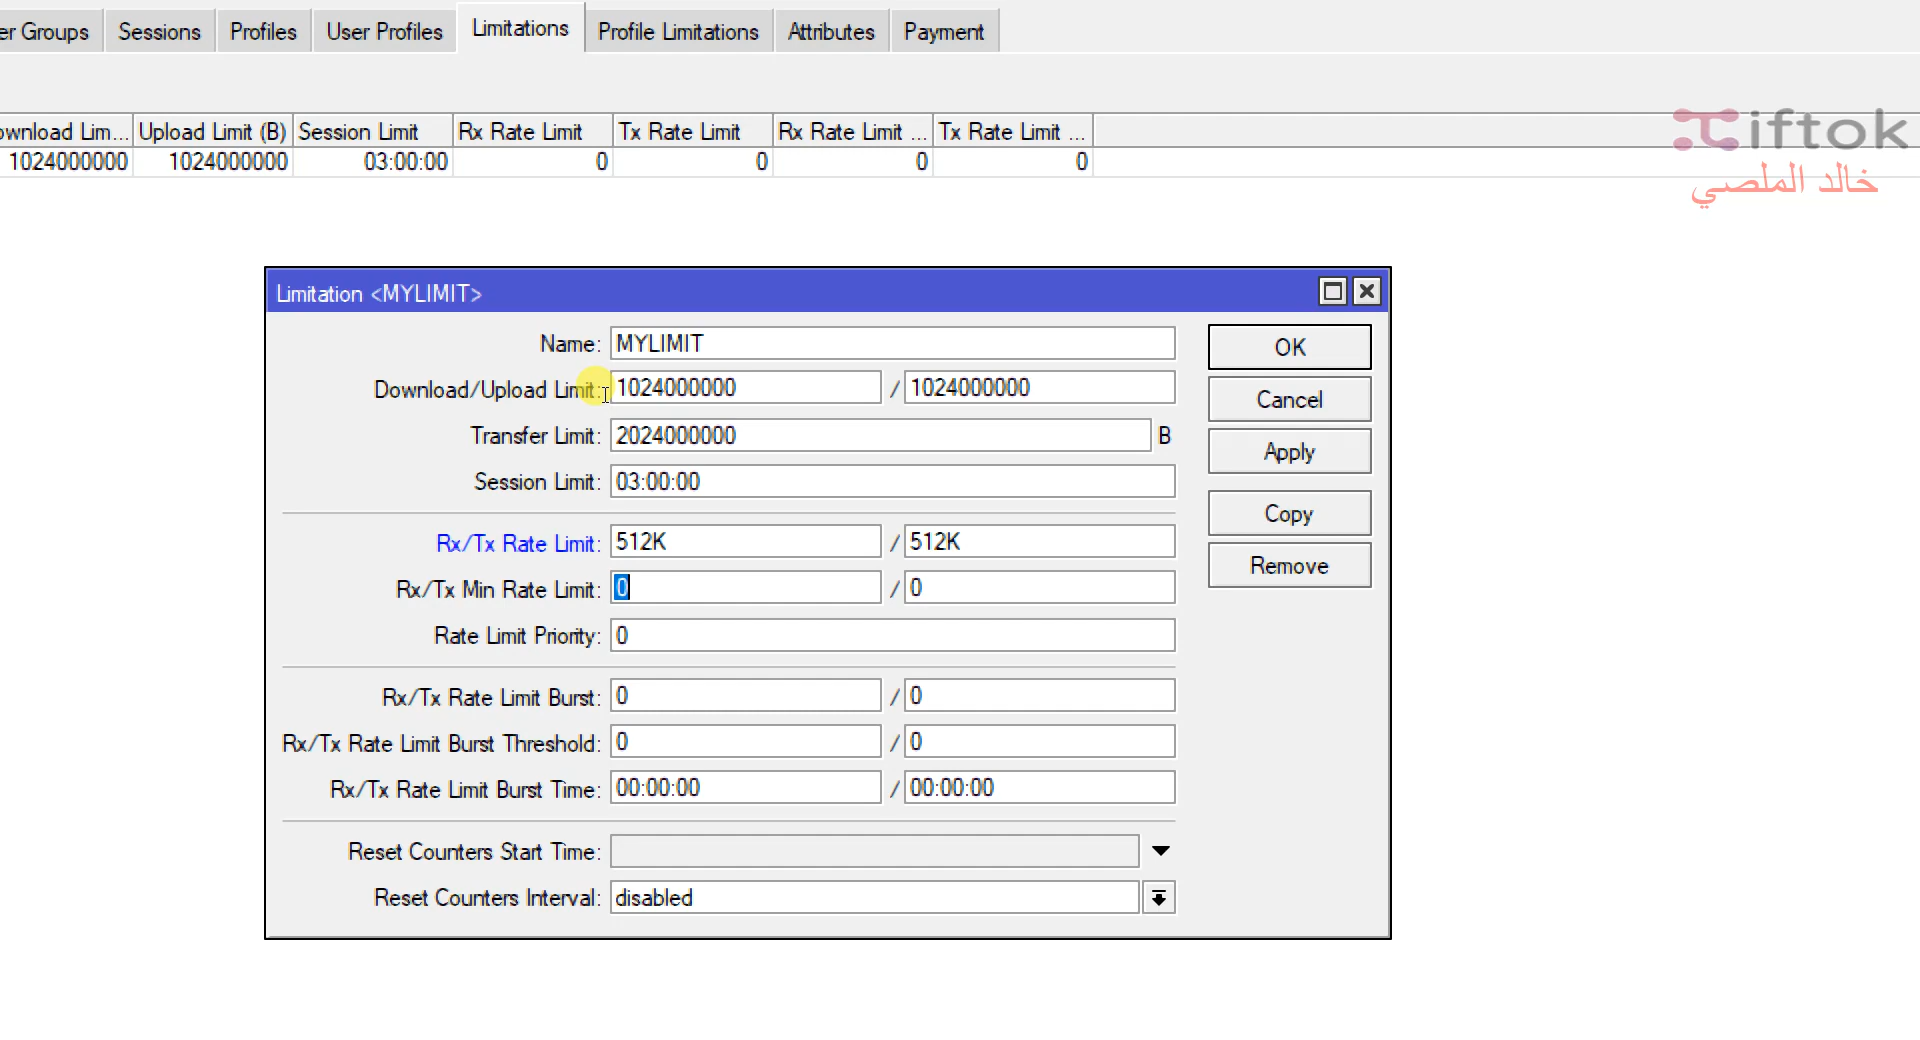 er Groups Sessions Profiles User Profiles Limitations Profile Limitations Attributes Payment
ownload Lim... Upload Limit (B) Session Limit Rx Rate Limit Tx Rate Limit Rx Rate Limit ... Tx Rate Limit ...
1024000000 1024000000 03:00:00 0 0 0 0
iftok
خالد الملصي
Limitation <MYLIMIT>
Name: MYLIMIT OK
Download/Upload Limit: 1024000000 / 1024000000 Cancel
Transfer Limit: 2024000000 B Apply
Session Limit: 03:00:00
Copy
Rx/Tx Rate Limit: 512K / 512K
Remove
Rx/Tx Min Rate Limit: 0 / 0
Rate Limit Priority: 0
Rx/Tx Rate Limit Burst: 0 / 0
Rx/Tx Rate Limit Burst Threshold: 0 / 0
Rx/Tx Rate Limit Burst Time: 00:00:00 / 00:00:00
Reset Counters Start Time:
Reset Counters Interval: disabled